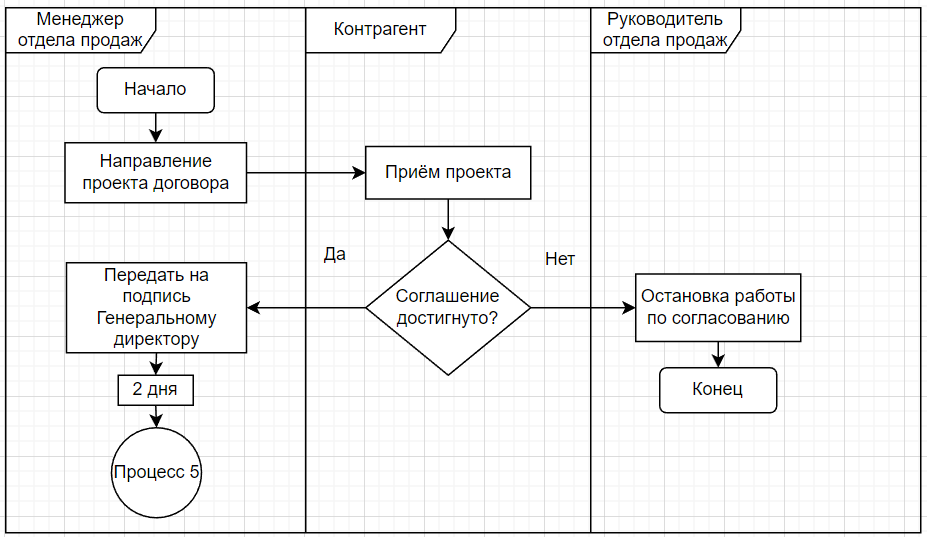 Менеджер
отдела продаж
Контрагент
Руководитель
отдела продаж
Начало
Направление
проекта договора
Приём проекта
Да
Нет
Передать на
подпись
Генеральному
директору
Соглашение
достигнуто?
Остановка работы
по согласованию
2 дня
Конец
Процесс 5